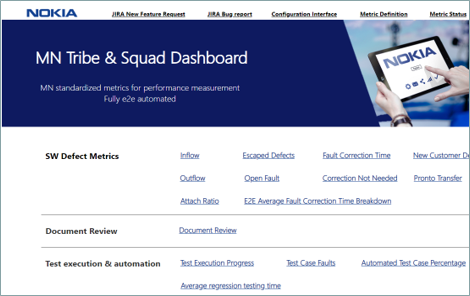 NOKIA JIRA New Feature Request JIRA Bug report Configuration Interface Metric Definition Metric Status
MN Tribe & Squad Dashboard
NOKIA
MN standardized metrics for performance measurement
Fully e2e automated
SW Defect Metrics Inflow Escaped Defects Fault Correction Time New Customer
Outflow Open Fault Correction Not Needed Pronto Transfer
Attach Ratio E2E Average Fault Correction Time Breakdown
Document Review Document Review
Test execution & automation Test Execution Progress Test Case Faults Automated Test Case Percentage
Average regression testing time